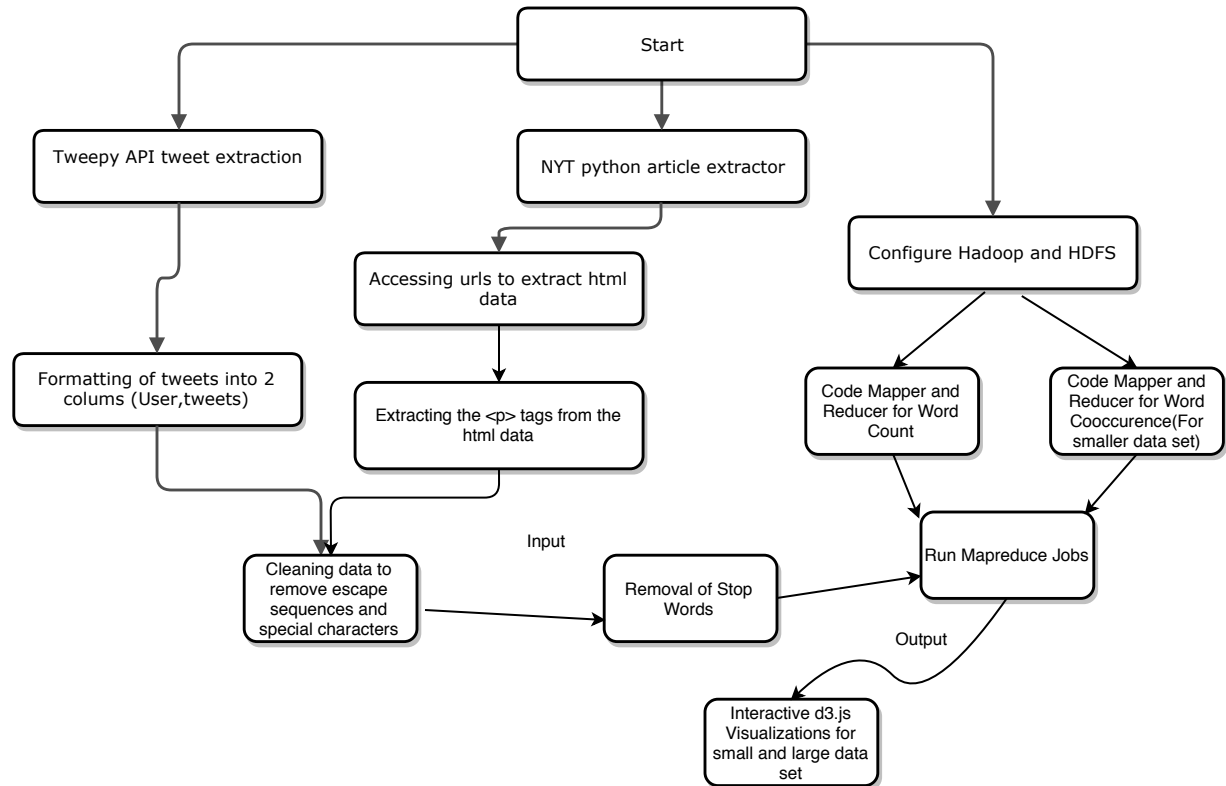 Start
Tweepy API tweet extraction
NYT python article extractor
Configure Hadoop and HDFS
Accessing urls to extract html
data
Formatting of tweets into 2
colums (User,tweets)
Extracting the <p> tags from the
html data
Code Mapper and
Reducer for Word
Count
Code Mapper and
Reducer for Word
Cooccurence(For
smaller data set)
Input
Cleaning data to
remove escape
sequences and
special characters
Removal of Stop
Words
Run Mapreduce Jobs
Output
Interactive d3.js
Visualizations for
small and large data
set